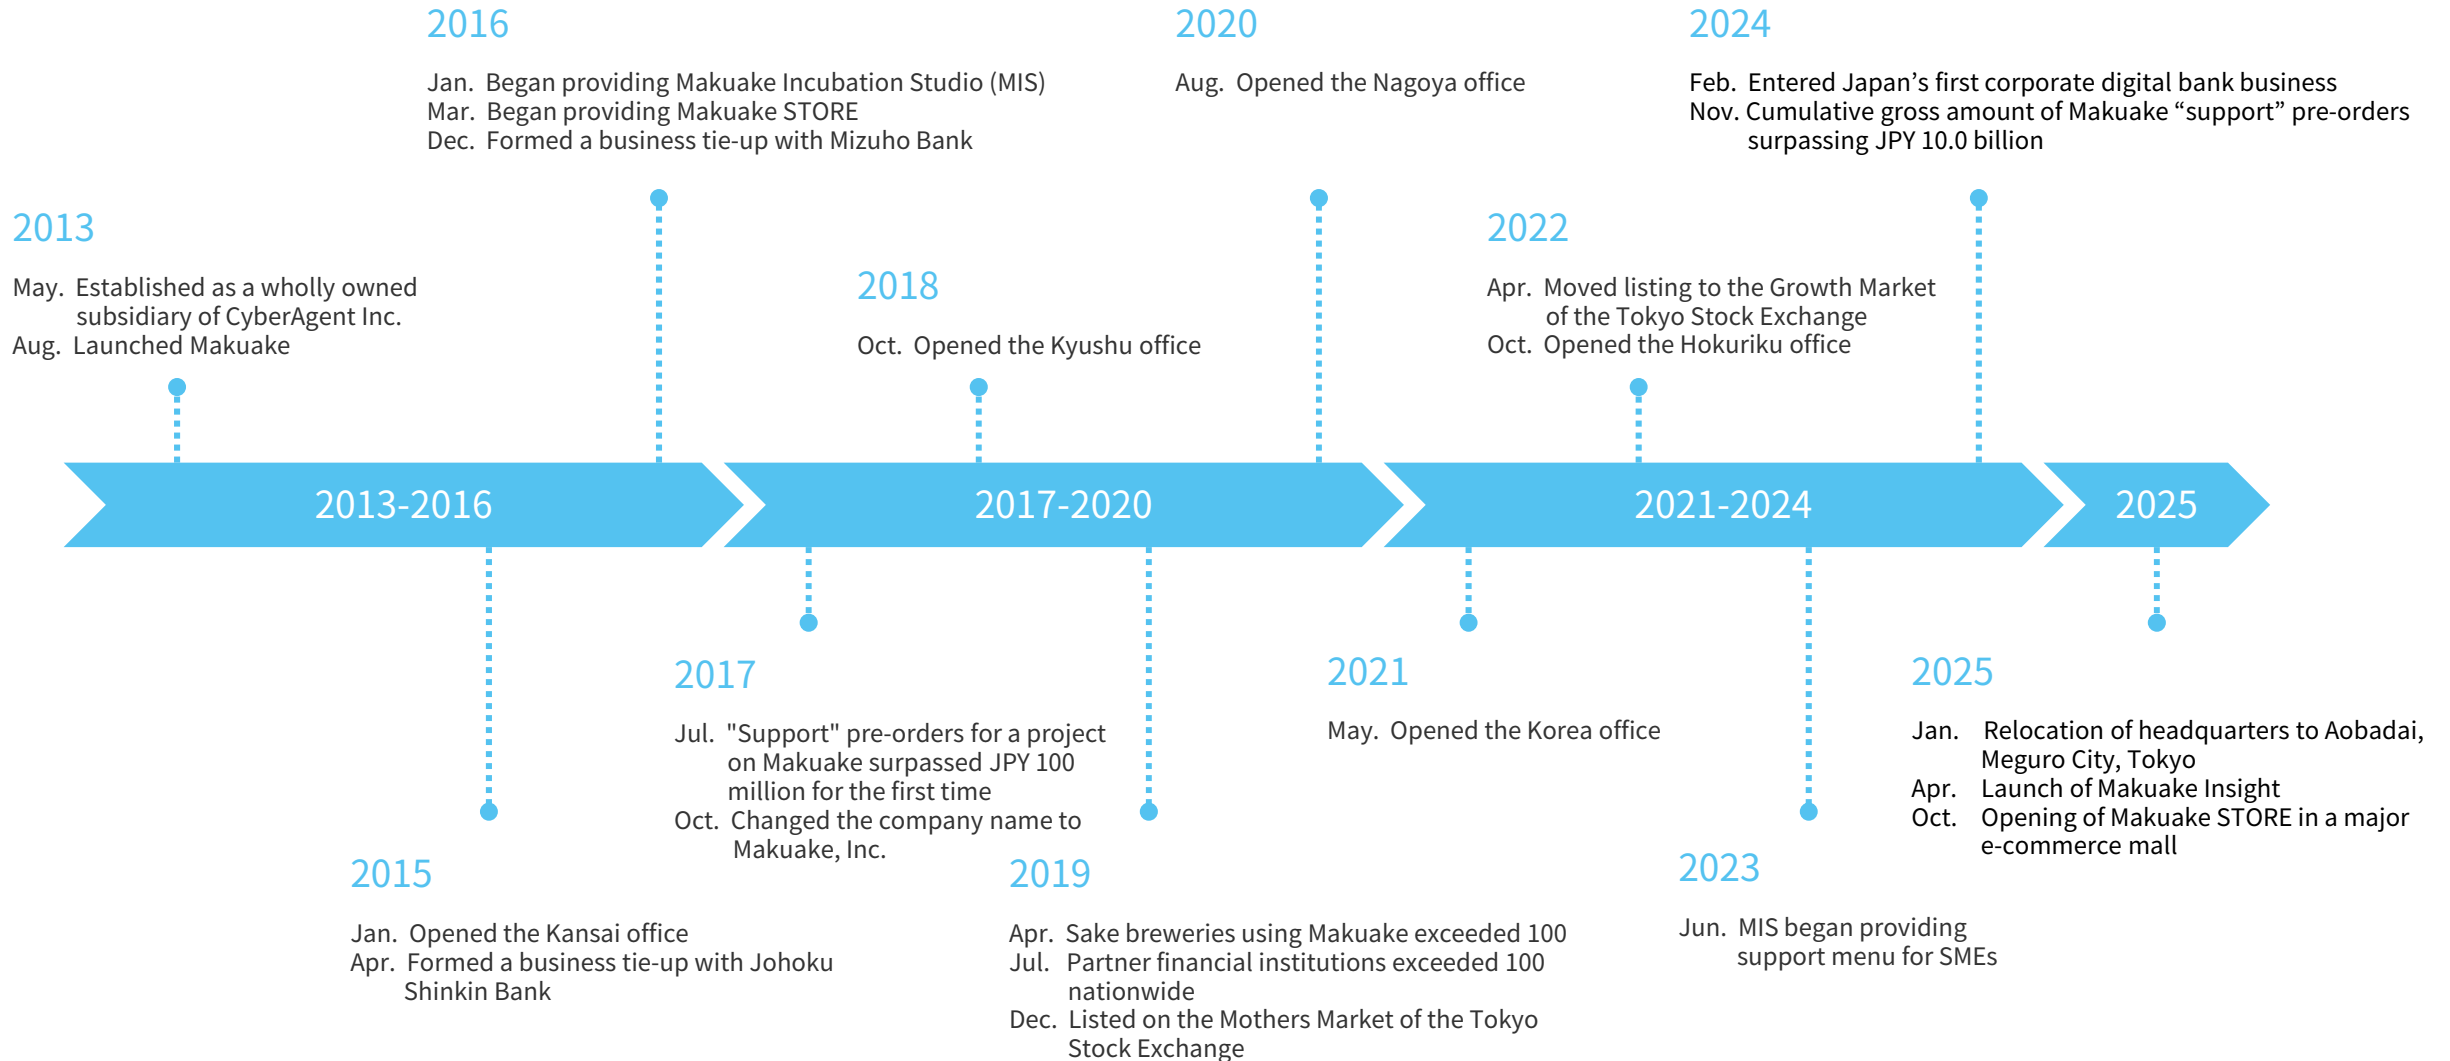 2016
Jan. Began providing Makuake Incubation Studio (MIS)
Mar. Began providing Makuake STORE
Dec. Formed a business tie-up with Mizuho Bank
2020
Aug. Opened the Nagoya office
2024
Feb. Entered Japan’s first corporate digital bank business
Nov. Cumulative gross amount of Makuake “support” pre-orders
surpassing JPY 10.0 billion
2013
May. Established as a wholly owned
subsidiary of CyberAgent Inc.
Aug. Launched Makuake
2018
Oct. Opened the Kyushu office
2022
Apr. Moved listing to the Growth Market
of the Tokyo Stock Exchange
Oct. Opened the Hokuriku office
2013-2016
2017-2020
2021-2024
2025
2017
Jul. "Support" pre-orders for a project
on Makuake surpassed JPY 100
million for the first time
Oct. Changed the company name to
Makuake, Inc.
2021
May. Opened the Korea office
2025
Jan. Relocation of headquarters to Aobadai,
Meguro City, Tokyo
Apr. Launch of Makuake Insight
Oct. Opening of Makuake STORE in a major
e-commerce mall
2015
Jan. Opened the Kansai office
Apr. Formed a business tie-up with Johoku
Shinkin Bank
2019
Apr. Sake breweries using Makuake exceeded 100
Jul. Partner financial institutions exceeded 100
nationwide
Dec. Listed on the Mothers Market of the Tokyo
Stock Exchange
2023
Jun. MIS began providing
support menu for SMEs